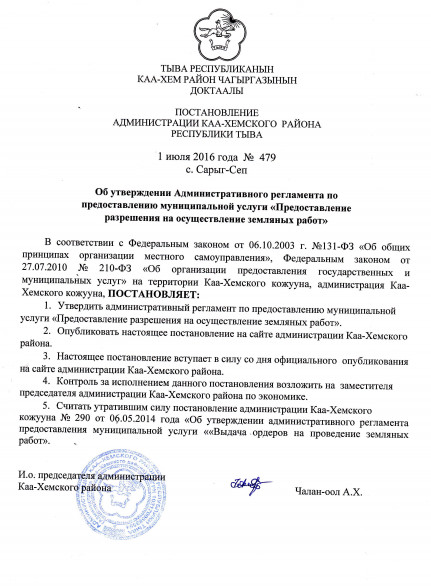 ТЫВА РЕСПУБЛИКАНЫН
КАА-ХЕМ РАЙОН ЧАГЫРГАЗЫНЫН
ДОКТААЛЫ
ПОСТАНОВЛЕНИЕ
АДМИНИСТРАЦИИ КАА-ХЕМСКОГО РАЙОНА
РЕСПУБЛИКИ ТЫВА
1 июля 2016 года № 479
с. Сарыг-Сеп
Об утверждении Административного регламента по
предоставлению муниципальной услуги «Предоставление
разрешения на осуществление земляных работ»
В соответствии с Федеральным законом от 06.10.2003 г. №131-ФЗ «Об общих
принципах организации местного самоуправления», Федеральным законом от
27.07.2010 № 210-ФЗ «Об организации предоставления государственных и
муниципальных услуг» на территории Каа-Хемского кожууна, администрация Каа-
Хемского кожууна, ПОСТАНОВЛЯЕТ:
1. Утвердить административный регламент по предоставлению муниципальной
услуги «Предоставление разрешения на осуществление земляных работ».
2. Опубликовать настоящее постановление на сайте администрации Каа-Хемского
района.
3. Настоящее постановление вступает в силу со дня официального опубликования
на сайте администрации Каа-Хемского района.
4. Контроль за исполнением данного постановления возложить на заместителя
председателя администрации Каа-Хемского района по экономике.
5. Считать утратившим силу постановление администрации Каа-Хемского
кожууна № 290 от 06.05.2014 года «Об утверждении административного регламента
предоставления муниципальной услуги ««Выдача ордеров на проведение земляных
работ».
И.о. председателя администрации
Каа-Хемского района
Чалан-оол А.Х.